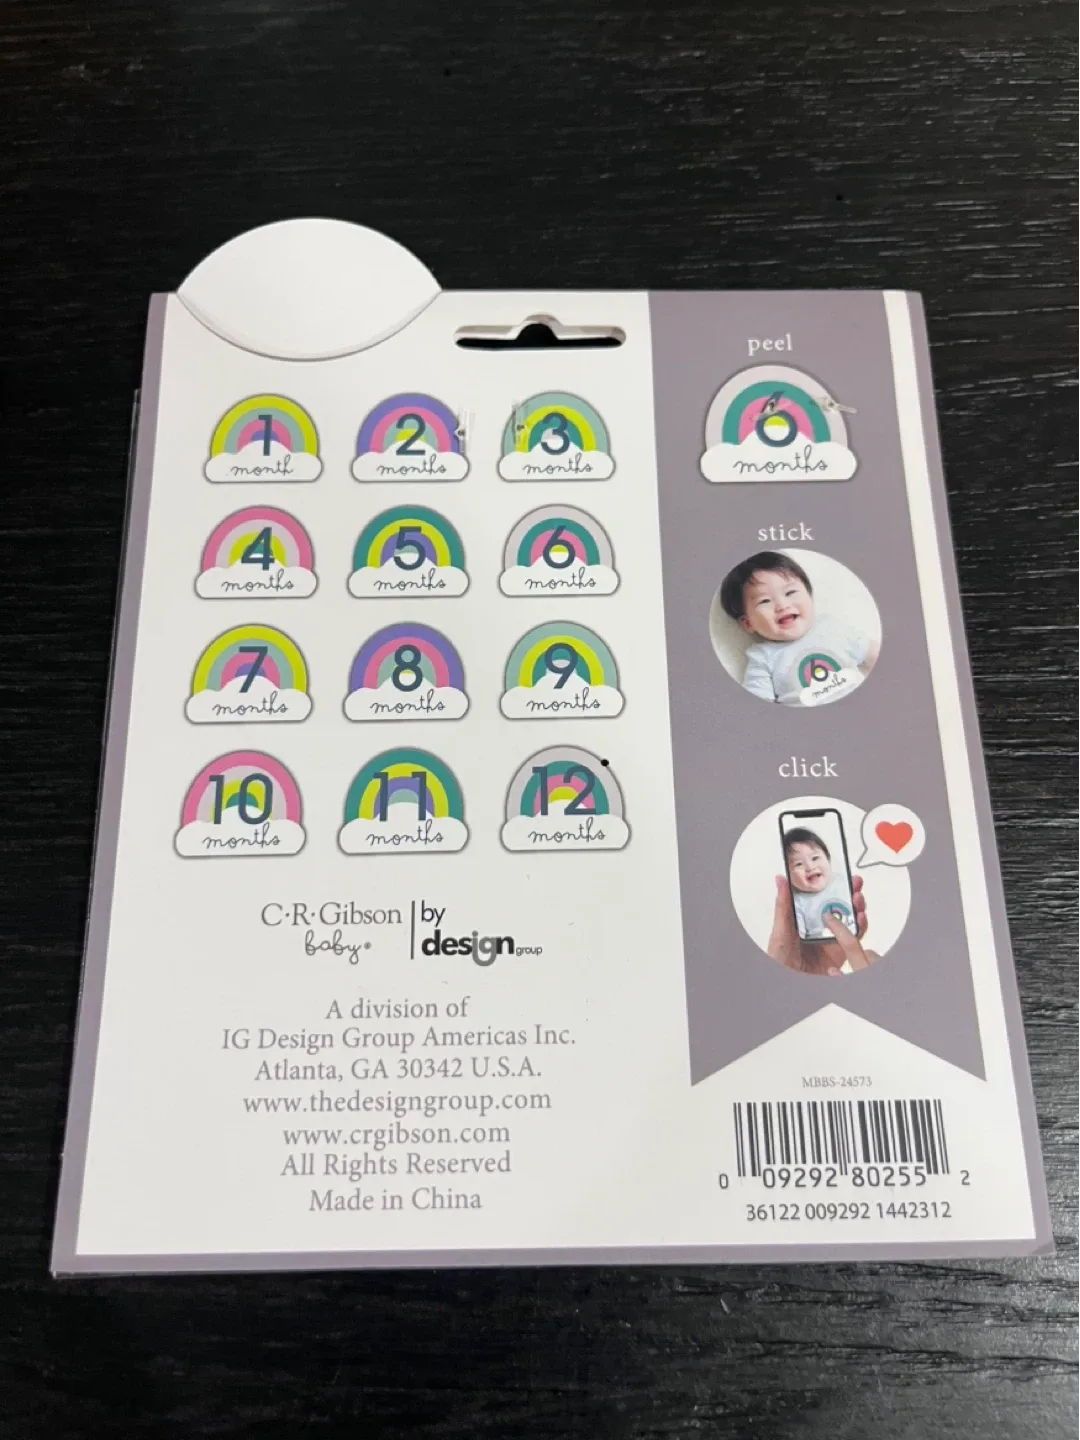 1
month
2
months
3
months
4
months
5
months
6
months
7
months
8
months
9
months
10
months
11
months
12
months
C·R·Gibson
baby®
by
design group
A division of
IG Design Group Americas Inc.
Atlanta, GA 30342 U.S.A.
www.thedesigngroup.com
www.crgibson.com
All Rights Reserved
Made in China
peel
6
months
stick
6
months
click
MBBS-24573
0 09292 80255 2
36122 009292 1442312